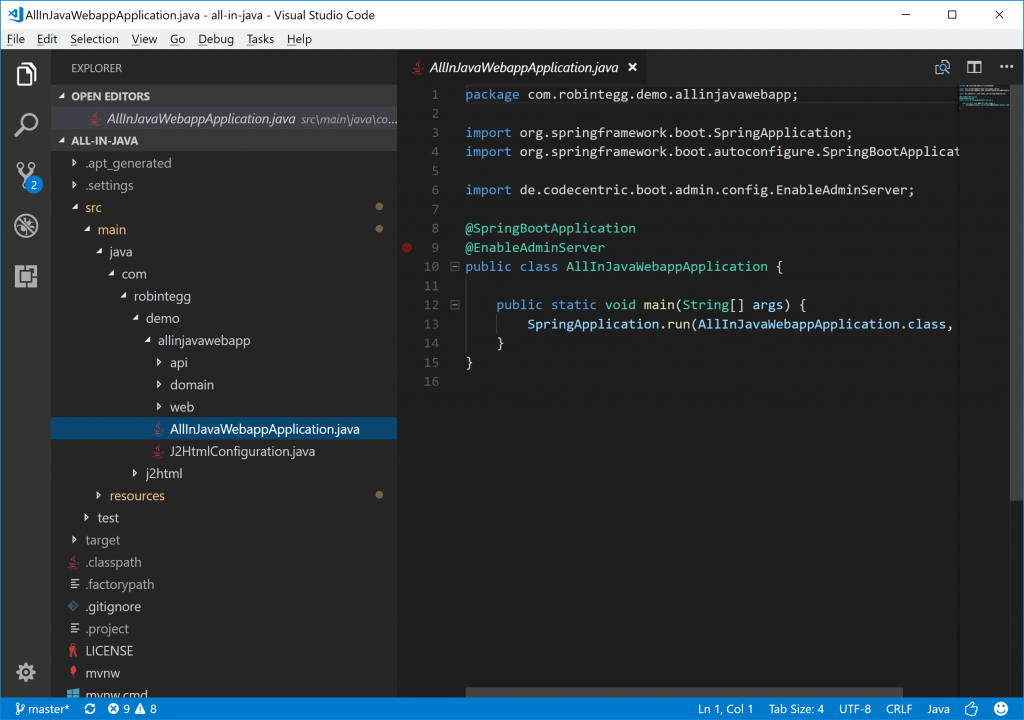 AllInJavaWebappApplication.java - all-in-java - Visual Studio Code
File Edit Selection View Go Debug Tasks Help
EXPLORER
OPEN EDITORS
AllInJavaWebappApplication.java src\main\java\co...
ALL-IN-JAVA
.apt_generated
.settings
src
main
java
com
robintegg
demo
allinjavawebapp
api
domain
web
AllInJavaWebappApplication.java
J2HtmlConfiguration.java
j2html
resources
test
target
.classpath
.factorypath
.gitignore
.project
LICENSE
mvnw
mvnw.cmd
2
AllInJavaWebappApplication.java
1 package com.robintegg.demo.allinjavawebapp;
2
3 import org.springframework.boot.SpringApplication;
4 import org.springframework.boot.autoconfigure.SpringBootApplicat
5
6 import de.codecentric.boot.admin.config.EnableAdminServer;
7
8 @SpringBootApplication
9 @EnableAdminServer
10 public class AllInJavaWebappApplication {
11
12 public static void main(String[] args) {
13 SpringApplication.run(AllInJavaWebappApplication.class,
14 }
15 }
16
master* 9 8 Ln 1, Col 1 Tab Size: 4 UTF-8 CRLF Java